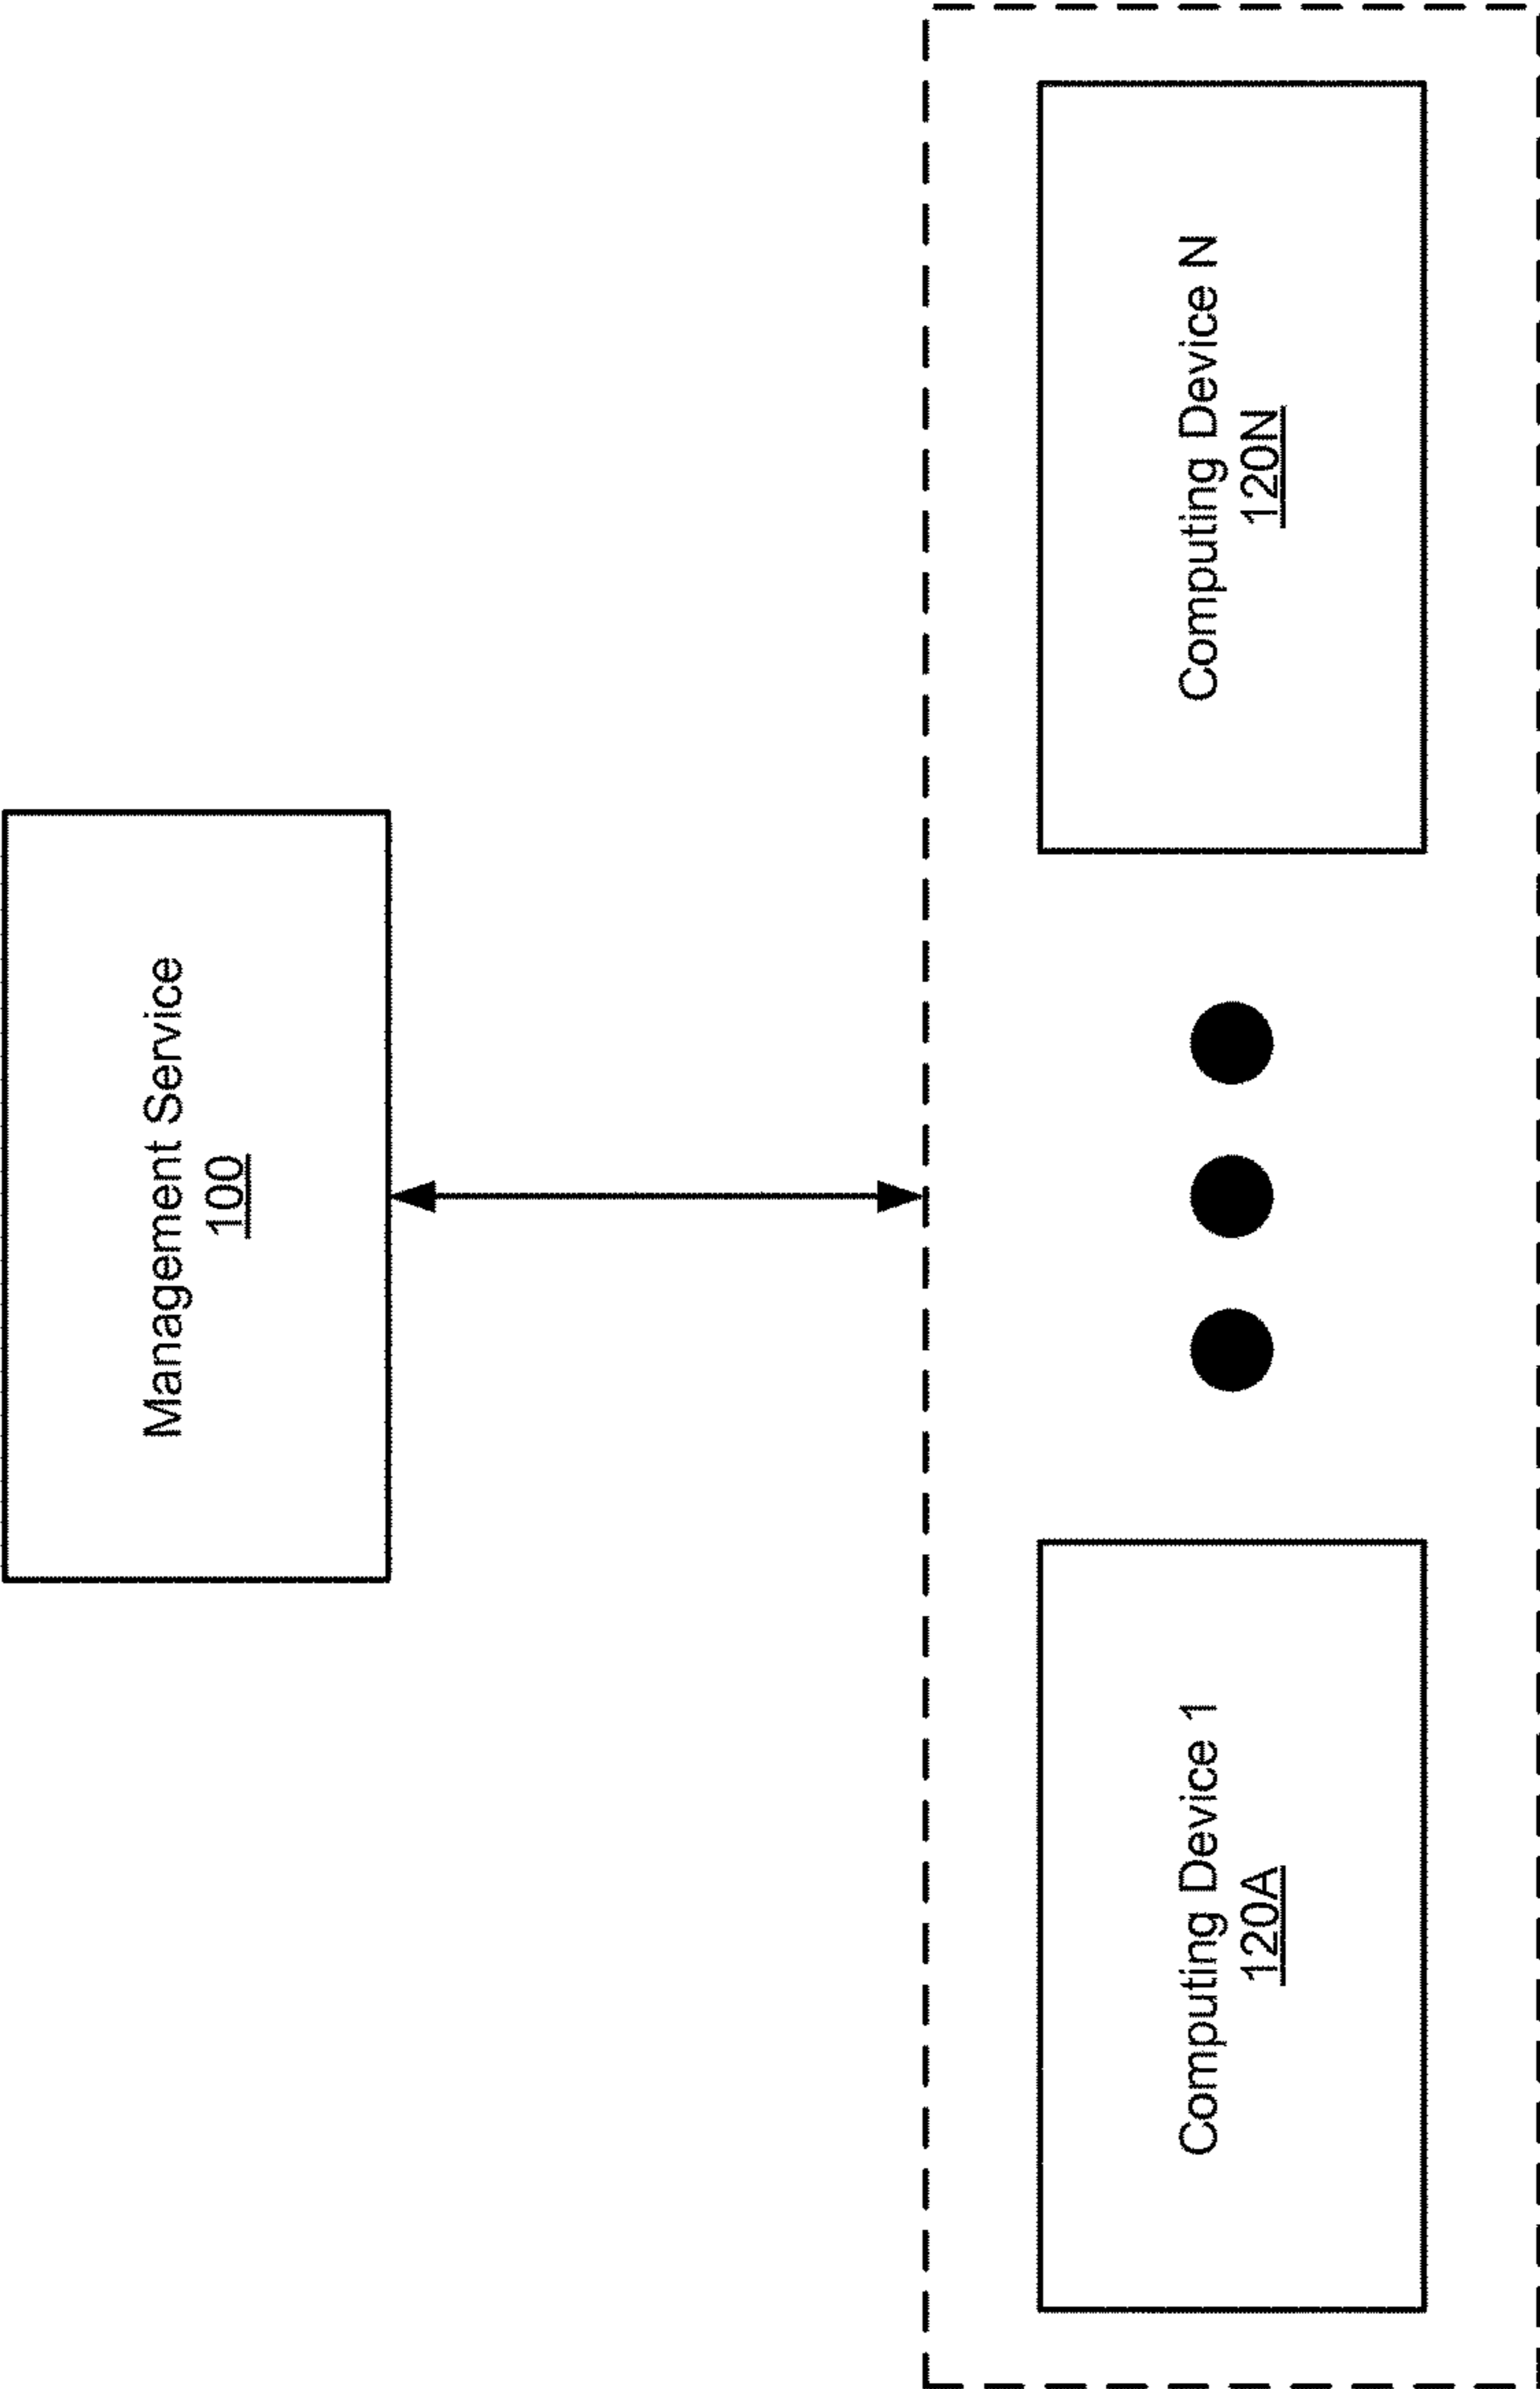 Management Service
100
Computing Device 1
120A
Computing Device N
120N